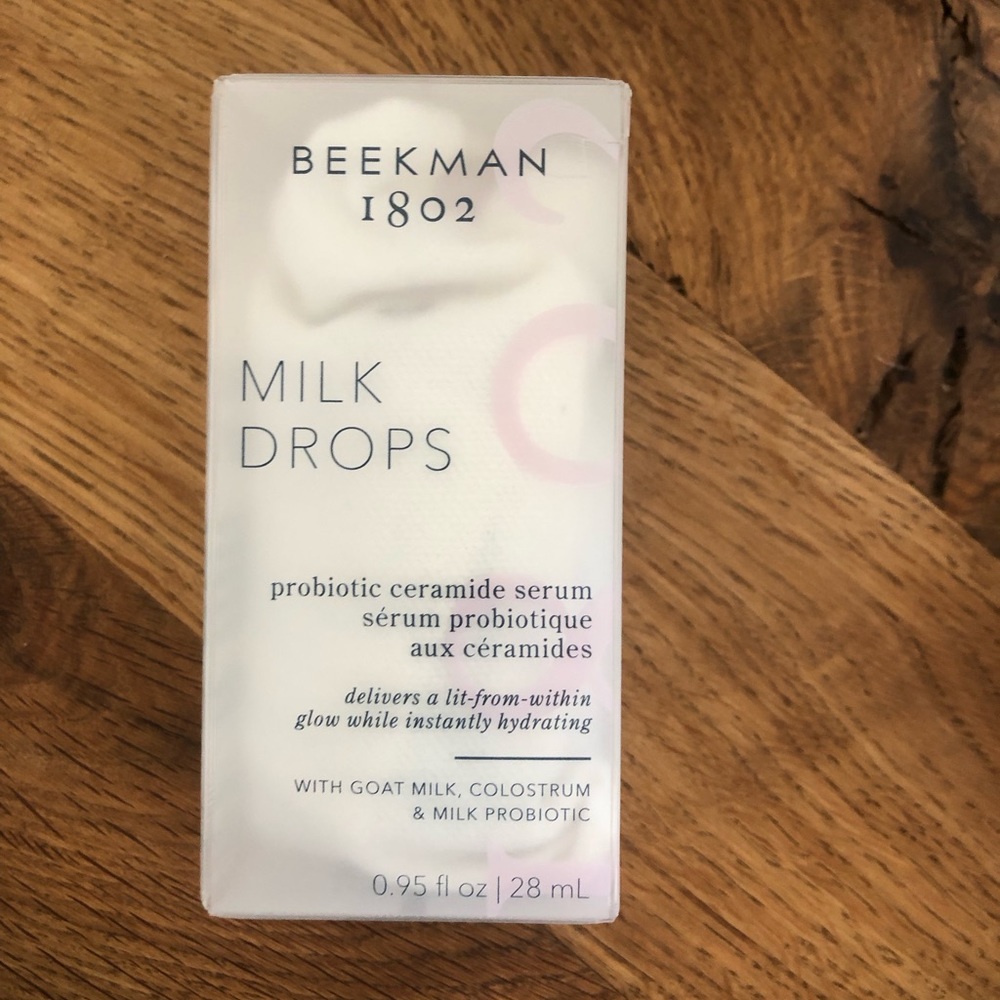 BEEKMAN
1802
MILK
DROPS
probiotic ceramide serum
sérum probiotique
aux céramides
delivers a lit-from-within
glow while instantly hydrating
WITH GOAT MILK, COLOSTRUM
& MILK PROBIOTIC
0.95 fl oz | 28 mL